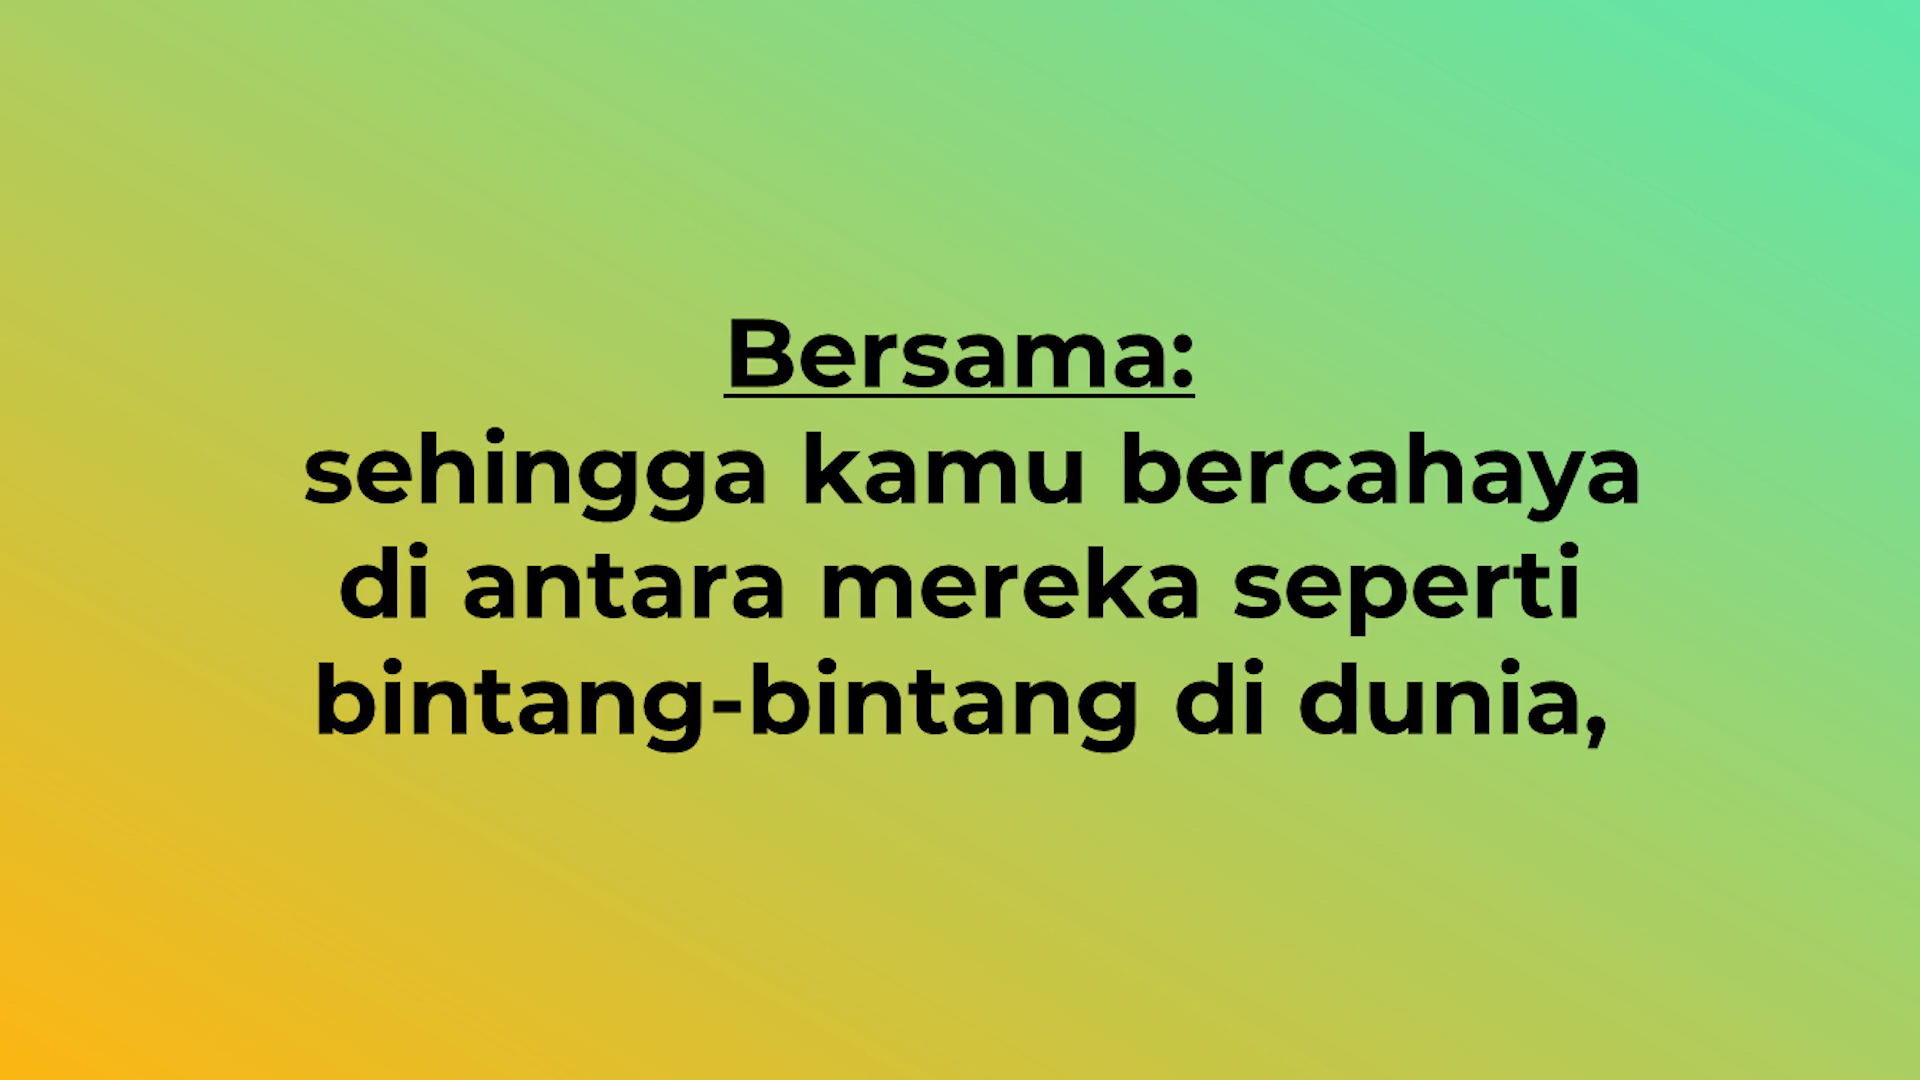 Bersama:
sehingga kamu bercahaya
di antara mereka seperti
bintang-bintang di dunia,